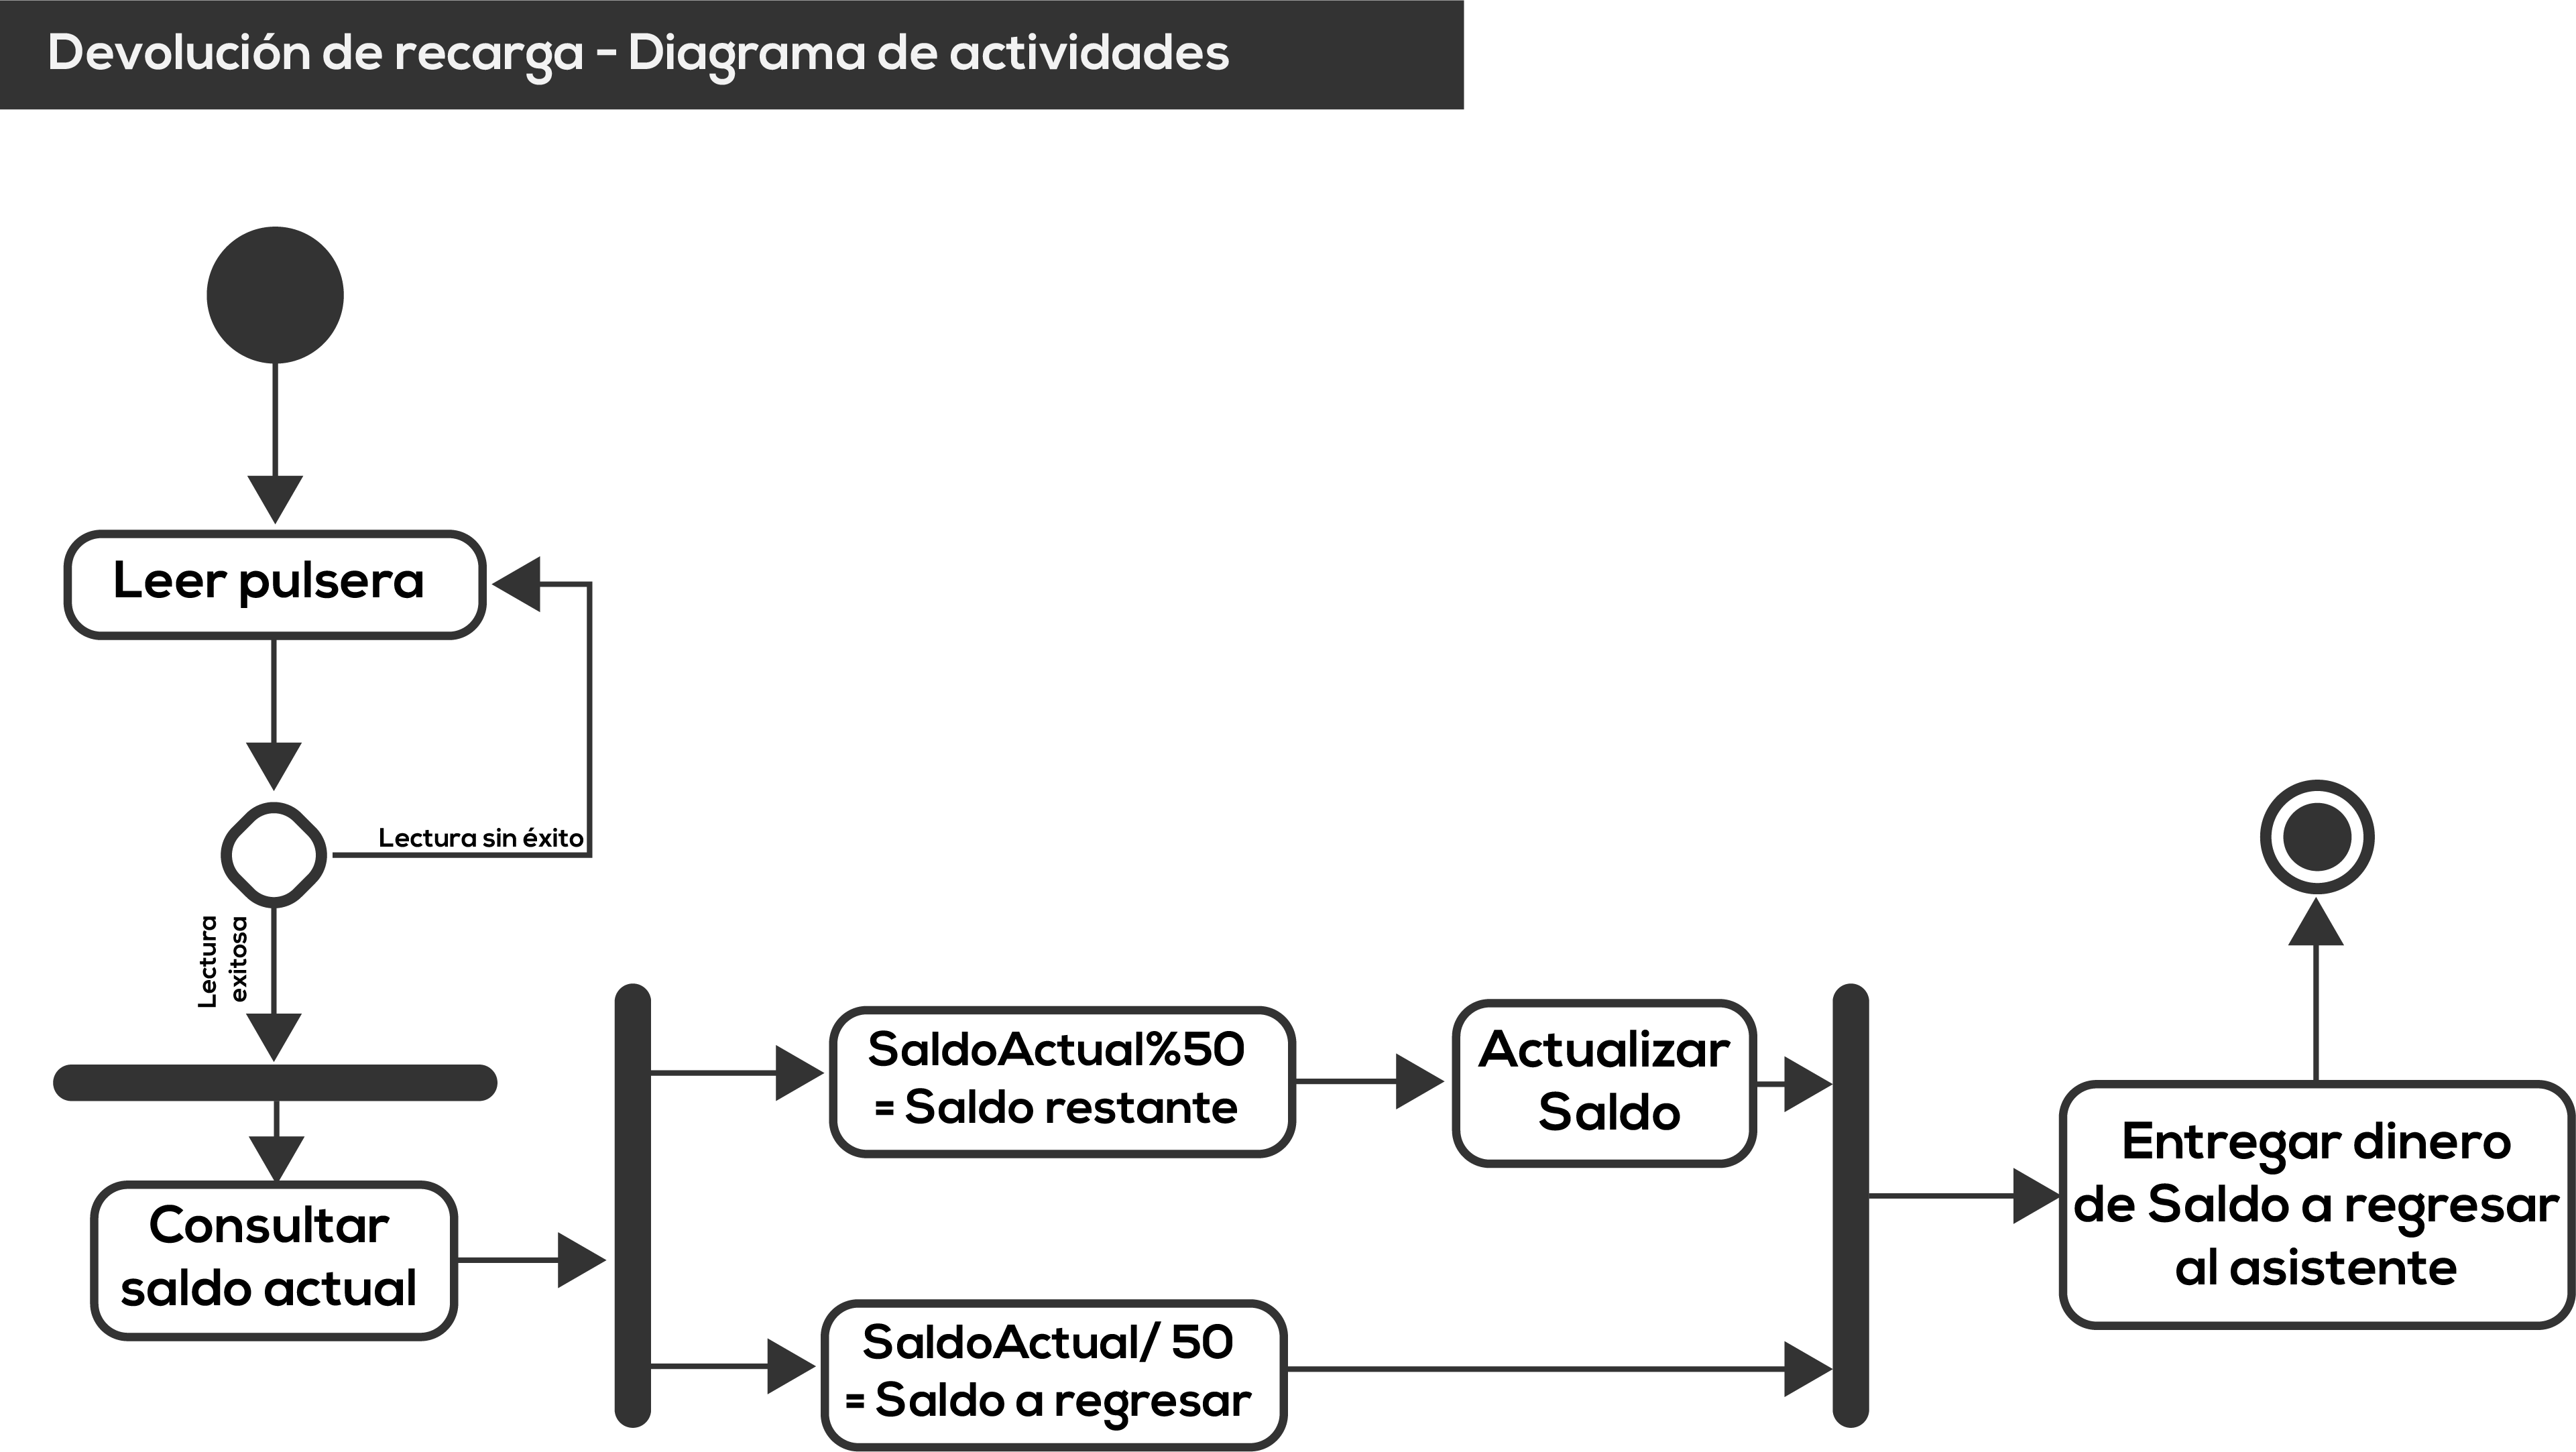 Devolución de recarga - Diagrama de actividades
Leer pulsera
Lectura sin éxito
Lectura
exitosa
Consultar
saldo actual
SaldoActual%50
= Saldo restante
Actualizar
Saldo
SaldoActual/ 50
= Saldo a regresar
Entregar dinero
de Saldo a regresar
al asistente